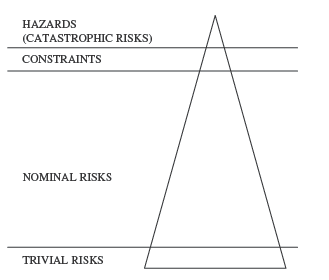 HAZARDS
(CATASTROPHIC RISKS)
CONSTRAINTS
NOMINAL RISKS
TRIVIAL RISKS